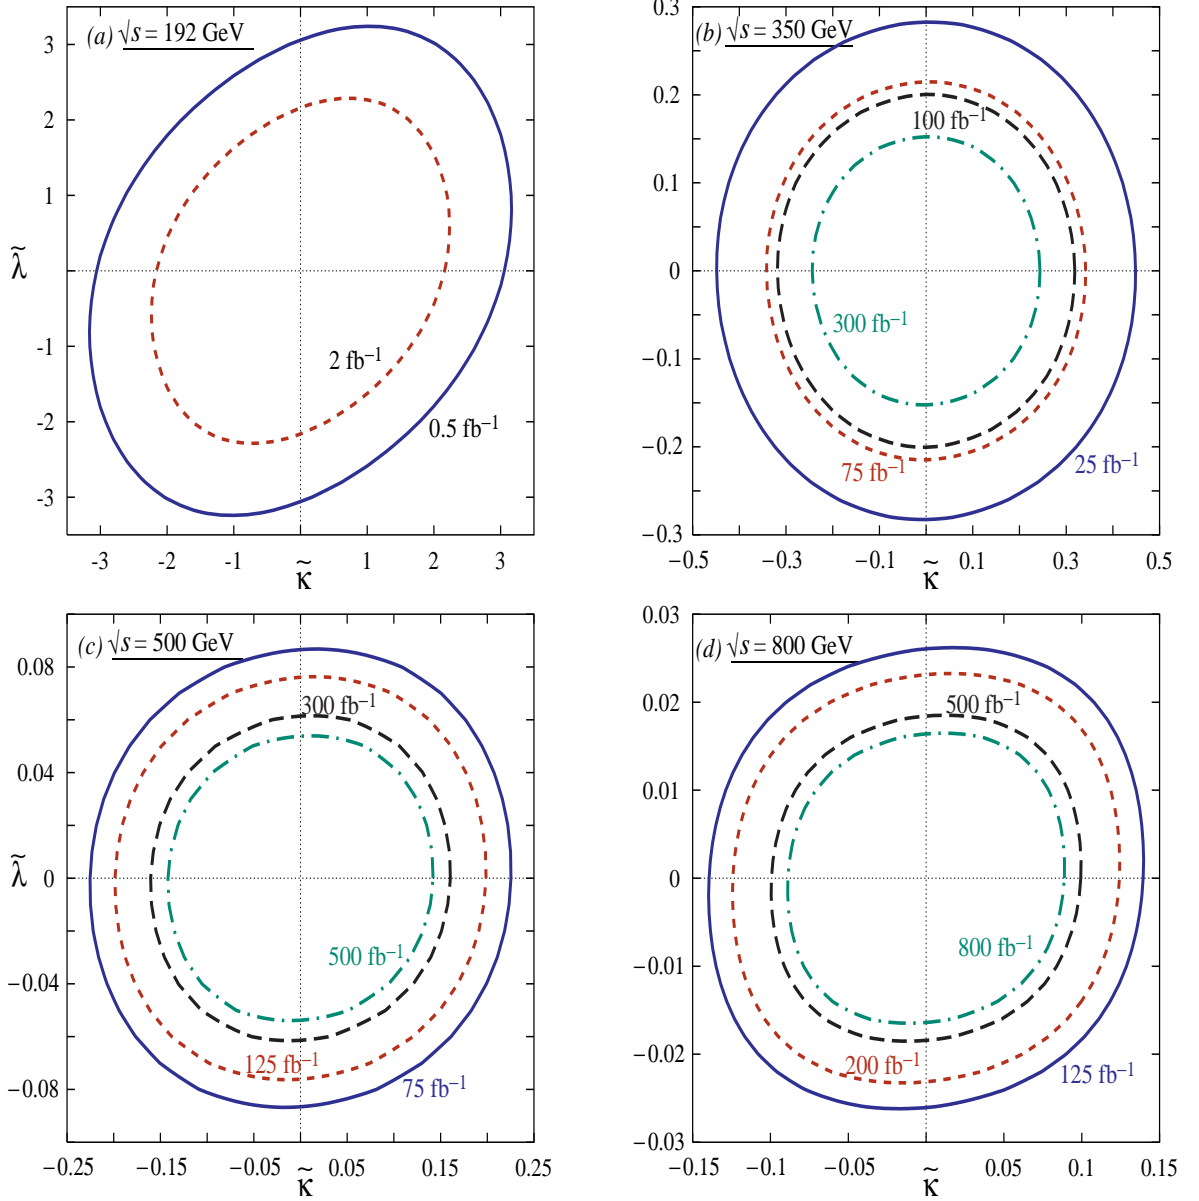 (a) √s = 192 GeV
3
2
1
λ̃
0
-1
-2
-3
2 fb⁻¹
0.5 fb⁻¹
-3
-1
1
2
3
κ̃
(b) √s = 350 GeV
0.3
0.2
0.1
0
−0.1
−0.2
−0.3
100 fb⁻¹
300 fb⁻¹
75 fb⁻¹
25 fb⁻¹
−0.5
−0.3
−0.1
0.1
0.3
0.5
κ̃
(c) √s = 500 GeV
0.08
0.04
λ̃
0
−0.04
−0.08
300 fb⁻¹
500 fb⁻¹
125 fb⁻¹
75 fb⁻¹
−0.25
−0.15
−0.05
0.05
0.15
0.25
κ̃
(d) √s = 800 GeV
0.03
0.02
0.01
0
−0.01
−0.02
−0.03
500 fb⁻¹
800 fb⁻¹
200 fb⁻¹
125 fb⁻¹
−0.15
−0.1
−0.05
0.05
0.1
0.15
κ̃